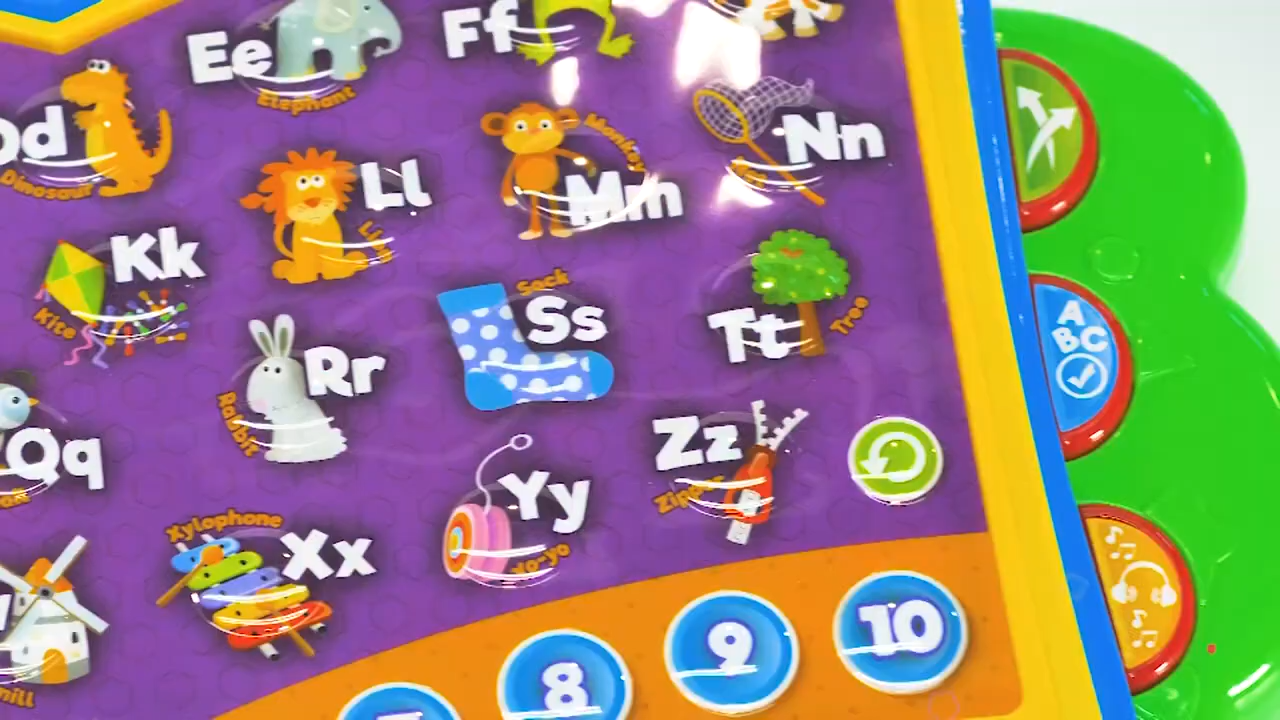 Ee
Elephant
Ff
Dd
Dinosaur
Ll
Monkey
Mm
Nn
Kk
Kite
Sock
Ss
Tt
Tree
Rr
Rabbit
Qq
Zz
Zipper
Yy
Yo-yo
Xylophone
Xx
8
9
10
A
BC